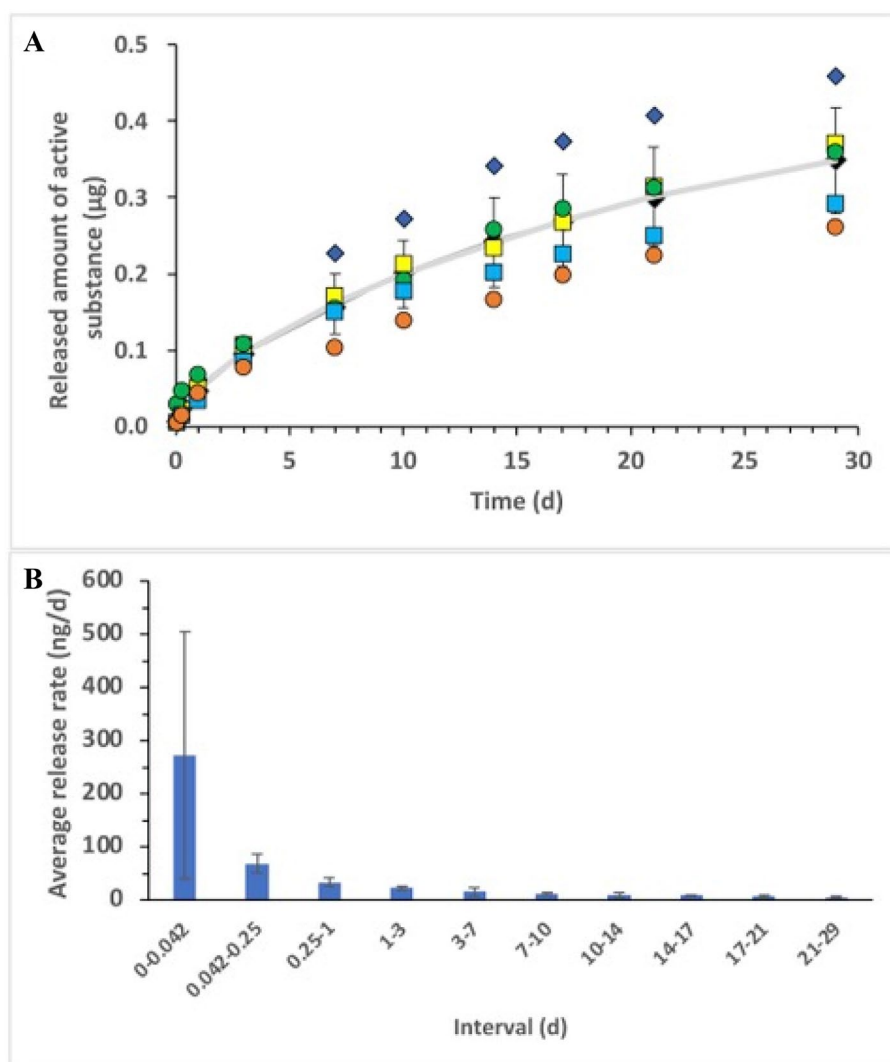 A
0.5
0.4
0.3
0.2
0.1
0.0
Released amount of active
substance (µg)
0 5 10 15 20 25 30
Time (d)
B
600
500
400
300
200
100
0
Average release rate (ng/d)
0-0.042 0.042-0.25 0.25-1 1-3 3-7 7-10 10-14 14-17 17-21 21-29
Interval (d)